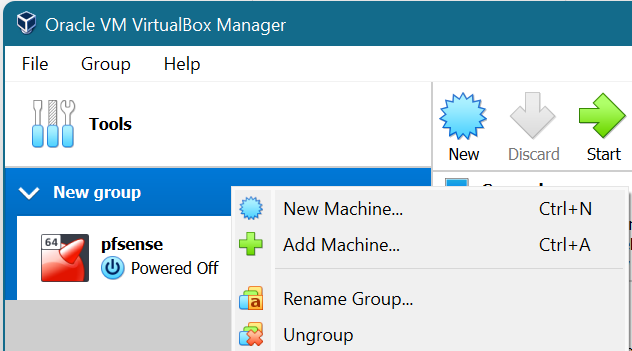 Oracle VM VirtualBox Manager
File Group Help
Tools
New Discard Start
New group
64
pfsense
Powered Off
New Machine... Ctrl+N
Add Machine... Ctrl+A
a
Rename Group...
Ungroup